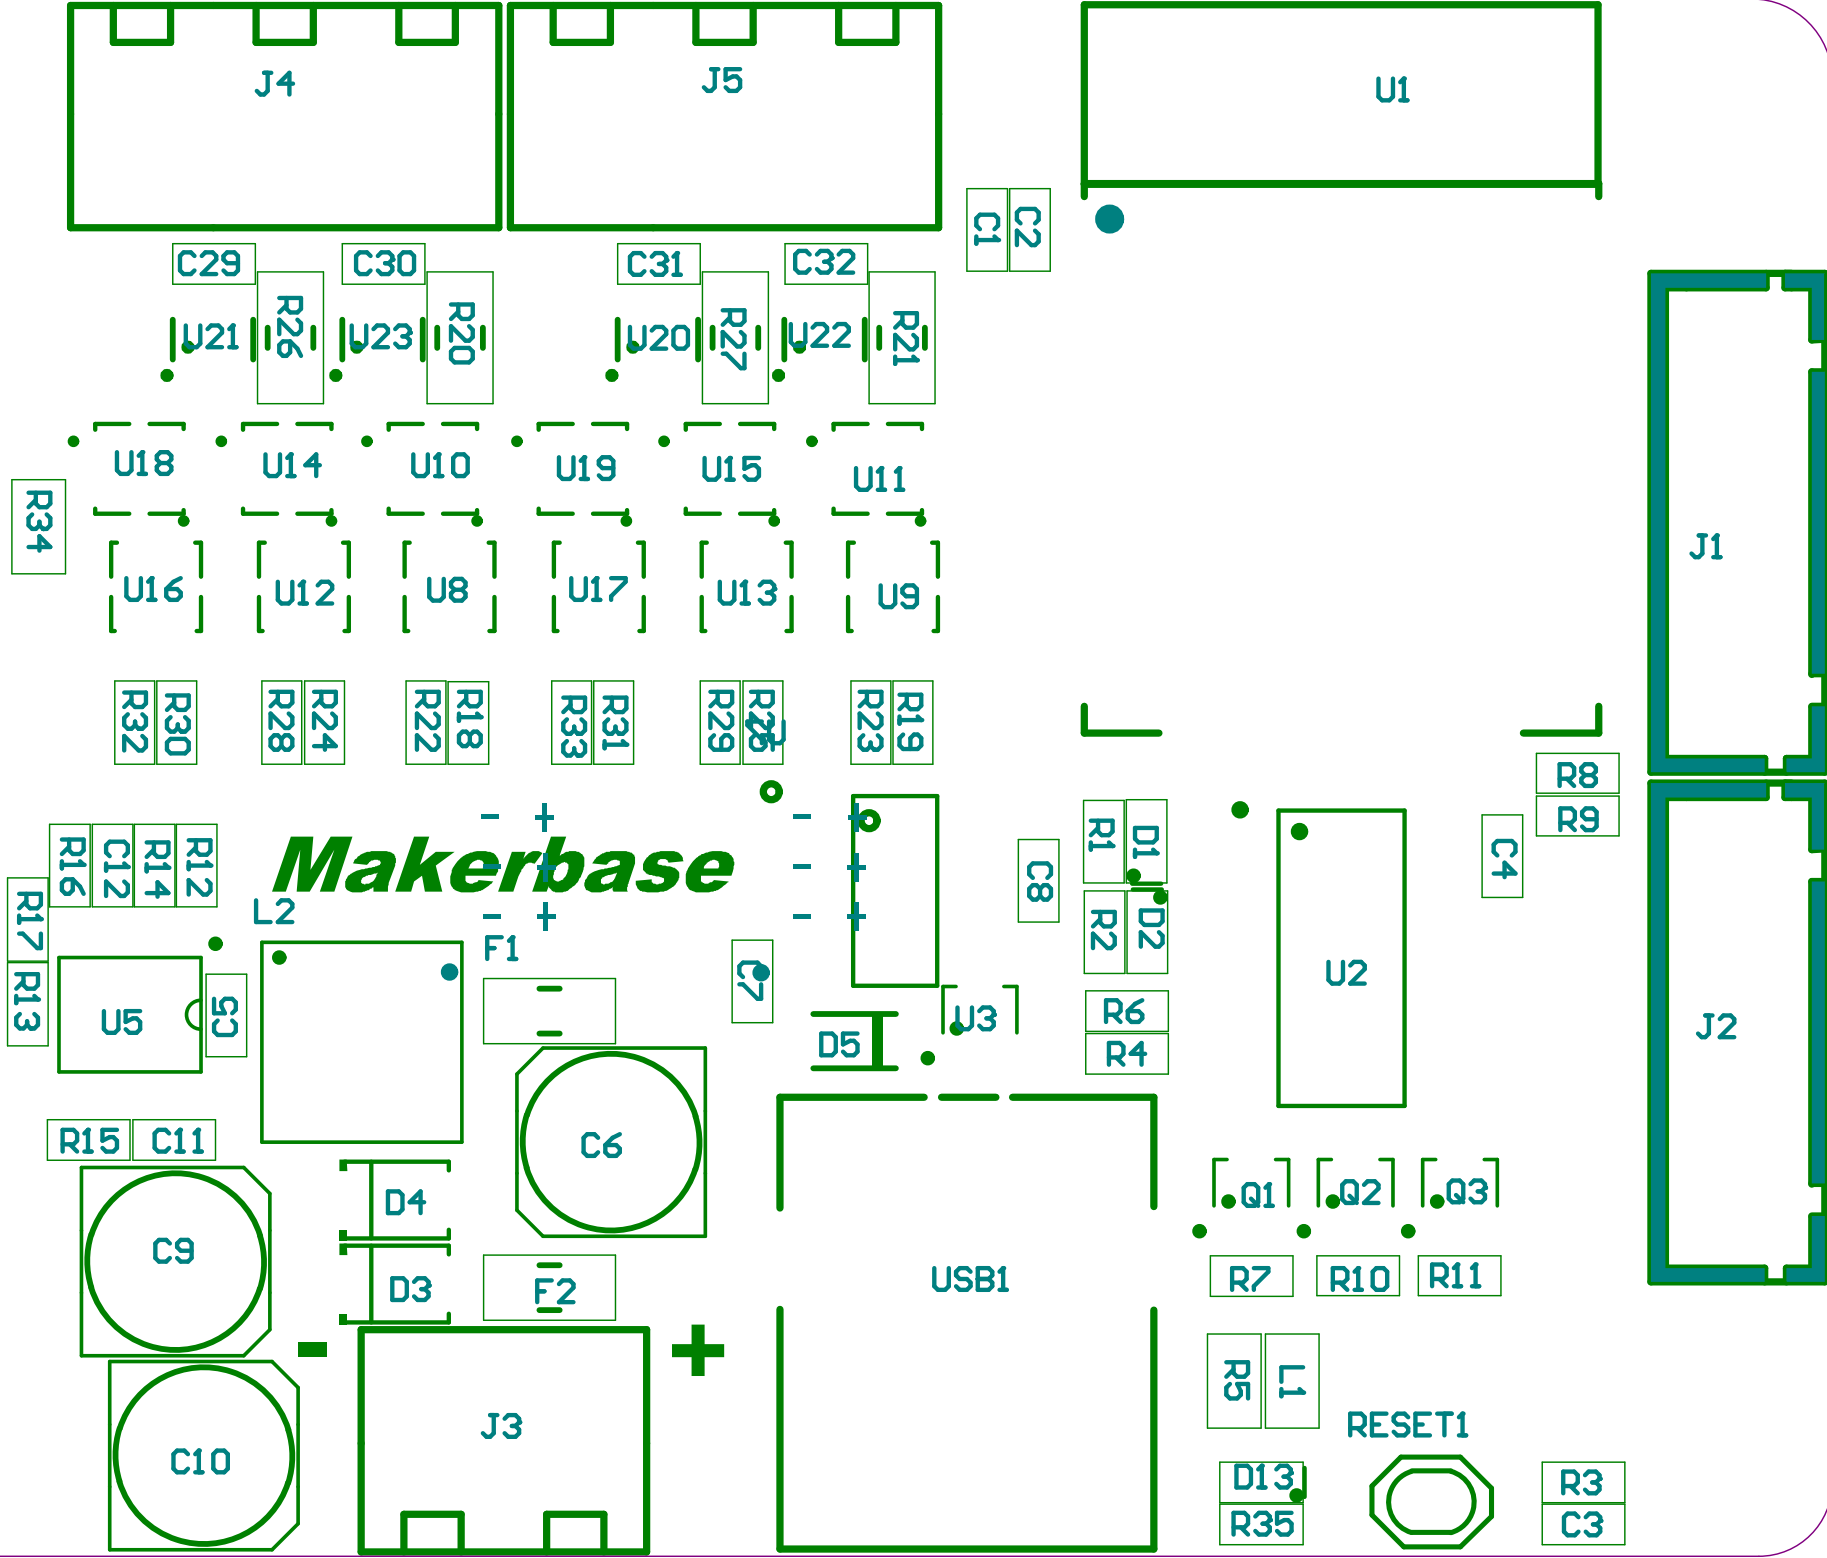 J4 J5 U1
C1 C2
C29 C30 C31 C32
U21 R26 U23 R20 U20 R27 U22 R21
U18 U14 U10 U19 U15 U11
R34
J1
U16 U12 U8 U17 U13 U9
R32 R30 R28 R24 R22 R18 R33 R31 R29 R23 R19
R8
R9
R16 C12 R14 R12 Makerbase - + - + C8 R1 D1 C4
- + - +
R17 L2 - + - + R2 D2
F1
R13 U5 C5 C7 D5 U3 R6 U2 J2
R4
R15 C11 C6
D4 Q1 Q2 Q3
C9 D3 F2 USB1 R7 R10 R11
- +
R5 L1
C10 J3 RESET1
D13 R3
R35 C3